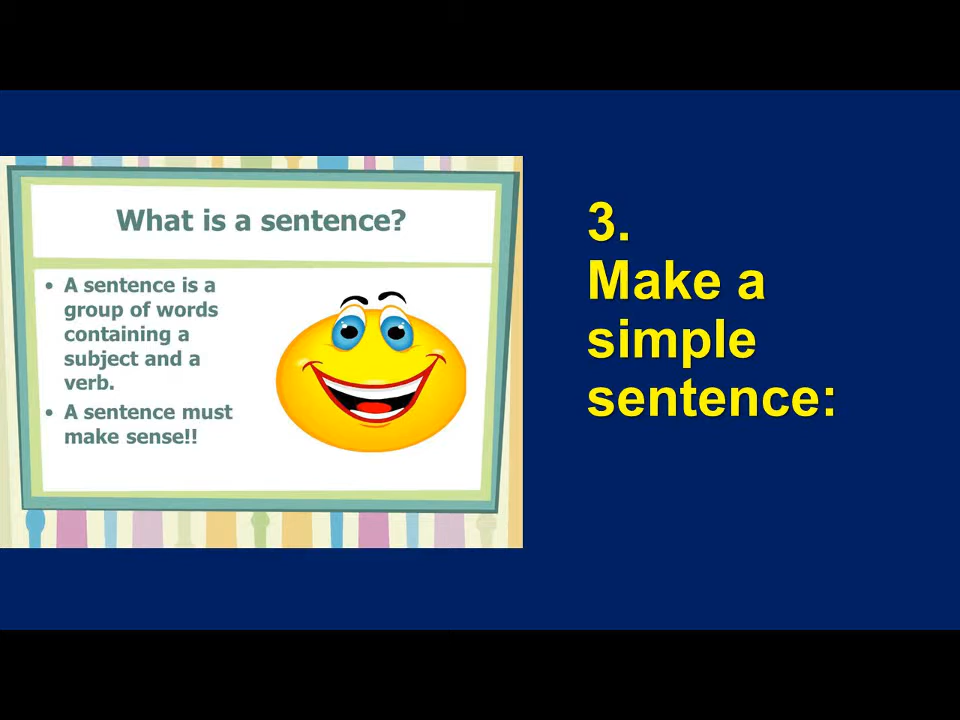 What is a sentence?
• A sentence is a
group of words
containing a
subject and a
verb.
• A sentence must
make sense!!
3.
Make a
simple
sentence: